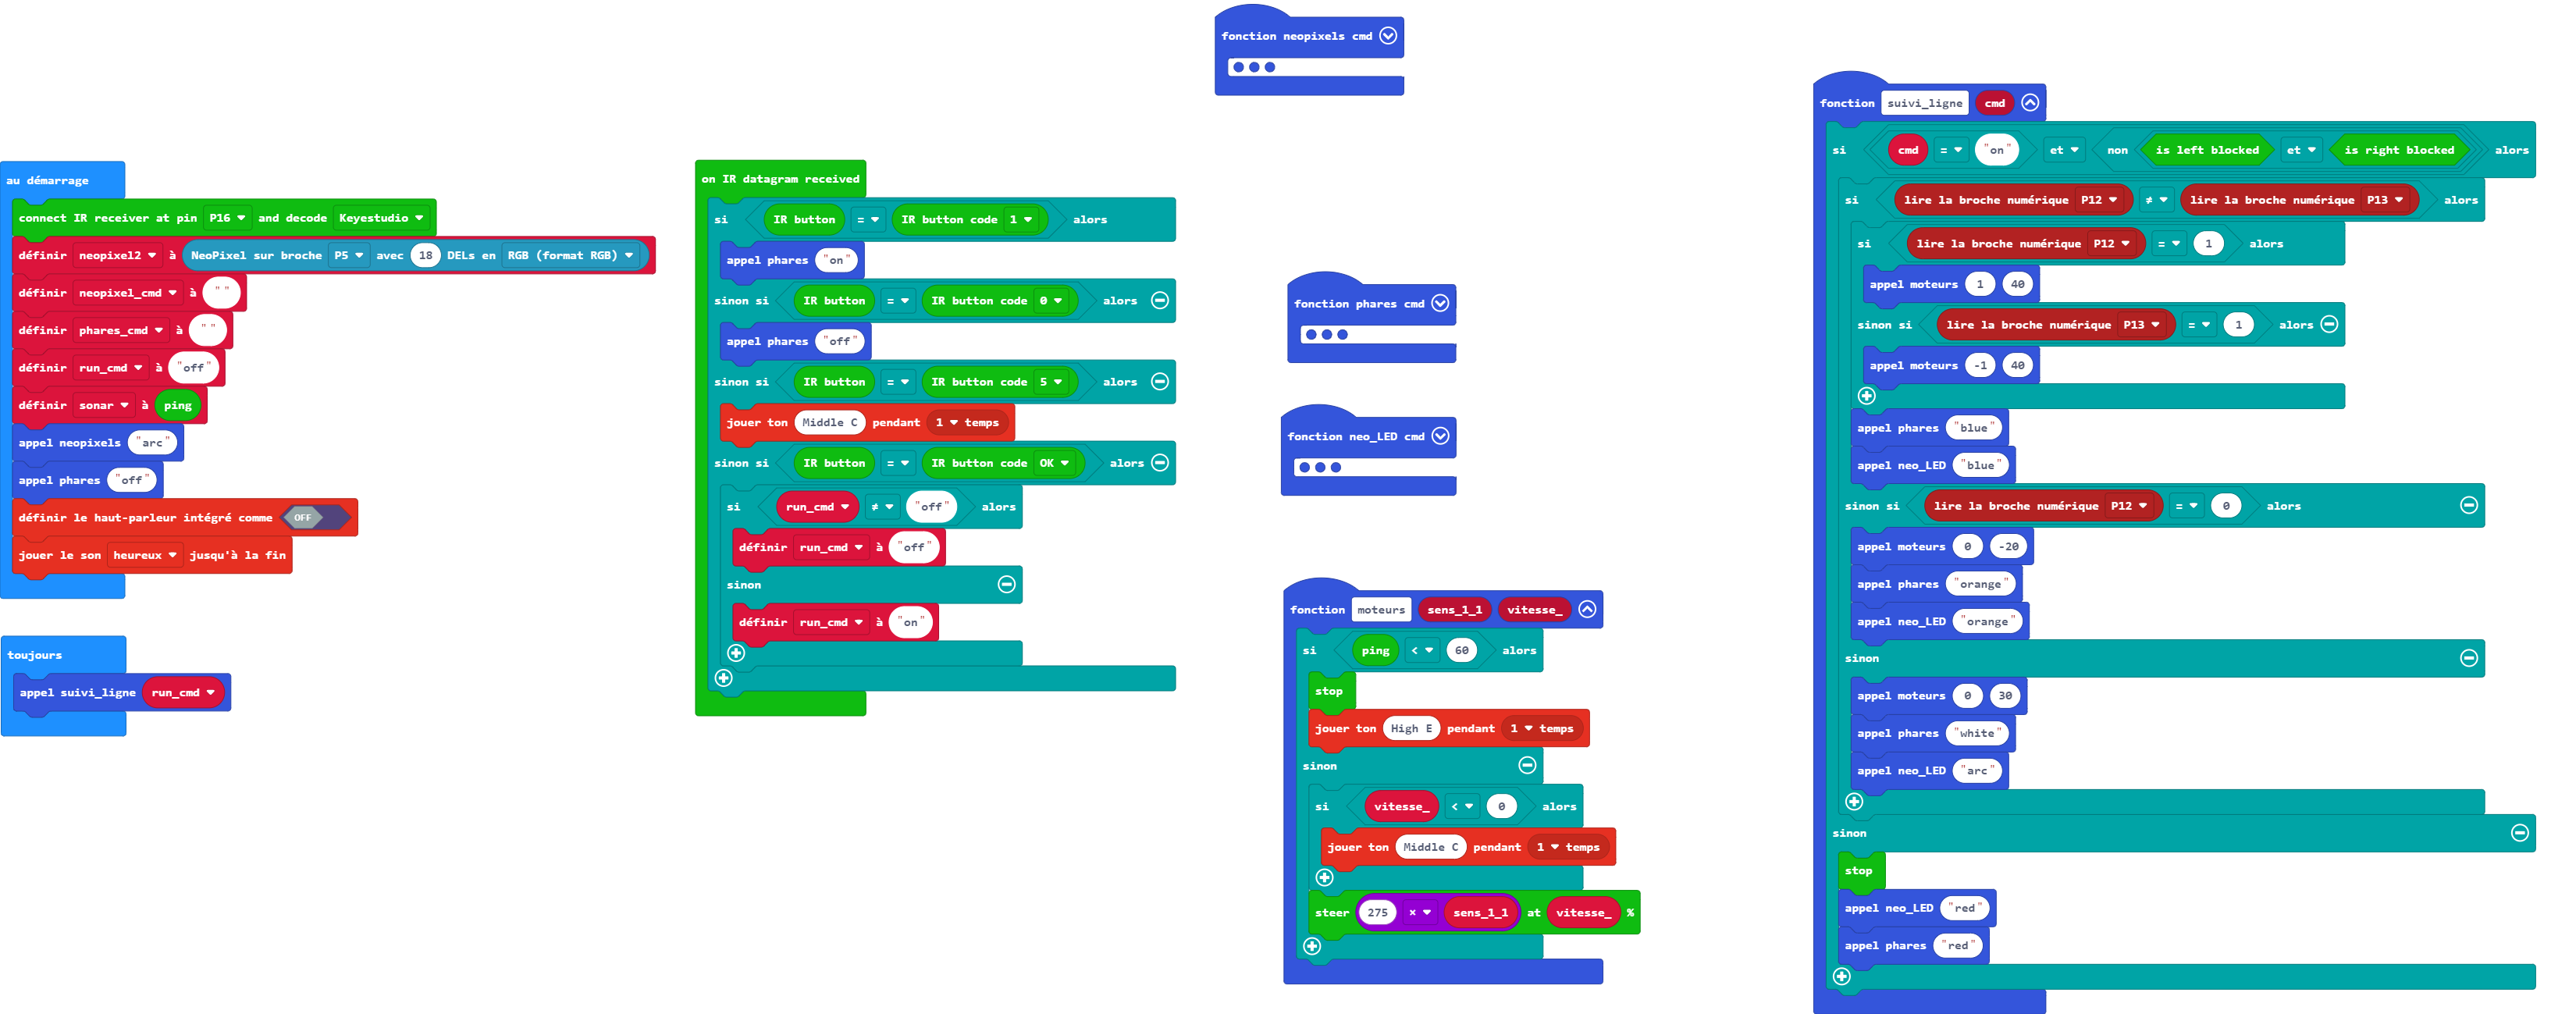 au démarrage
connect IR receiver at pin P16 and decode Keyestudio
définir neopixel2 à NeoPixel sur broche P5 avec 18 DELs en RGB (format RGB)
définir neopixel_cmd à " "
définir phares_cmd à " "
définir run_cmd à "off"
définir sonar à ping
appel neopixels "arc"
appel phares "off"
définir le haut-parleur intégré comme OFF
jouer le son heureux jusqu'à la fin
toujours
appel suivi_ligne run_cmd
on IR datagram received
si IR button = IR button code 1 alors
appel phares "on"
sinon si IR button = IR button code 0 alors
appel phares "off"
sinon si IR button = IR button code 5 alors
jouer ton Middle C pendant 1 temps
sinon si IR button = IR button code OK alors
si run_cmd ≠ "off" alors
définir run_cmd à "off"
sinon
définir run_cmd à "on"
fonction neopixels cmd
fonction phares cmd
fonction neo_LED cmd
fonction moteurs sens_1_1 vitesse_
si ping < 60 alors
stop
jouer ton High E pendant 1 temps
sinon
si vitesse_ < 0 alors
jouer ton Middle C pendant 1 temps
steer 275 × sens_1_1 at vitesse_ %
fonction suivi_ligne cmd
si cmd = "on" et non is left blocked et is right blocked alors
si lire la broche numérique P12 ≠ lire la broche numérique P13 alors
si lire la broche numérique P12 = 1 alors
appel moteurs 1 40
sinon si lire la broche numérique P13 = 1 alors
appel moteurs -1 40
appel phares "blue"
appel neo_LED "blue"
sinon si lire la broche numérique P12 = 0 alors
appel moteurs 0 -20
appel phares "orange"
appel neo_LED "orange"
sinon
appel moteurs 0 30
appel phares "white"
appel neo_LED "arc"
sinon
stop
appel neo_LED "red"
appel phares "red"